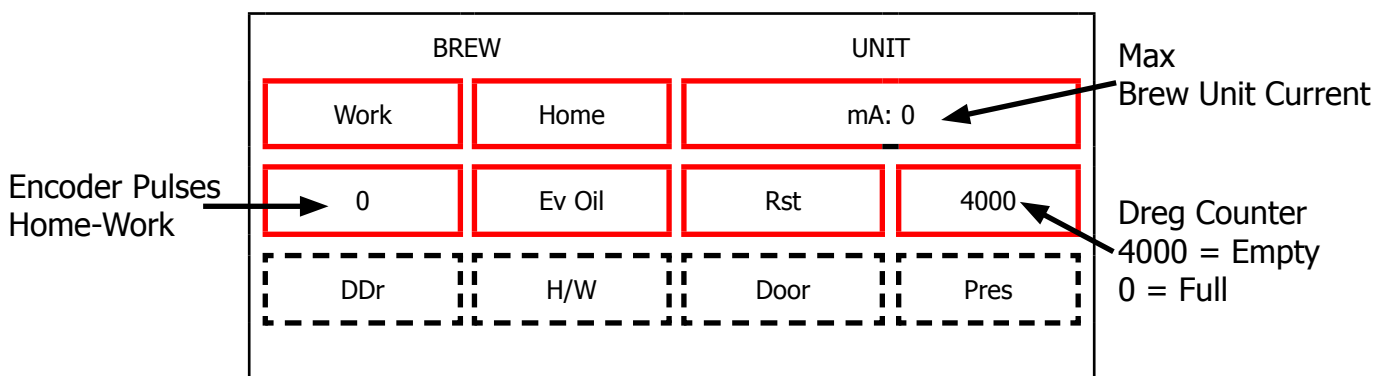 BREW UNIT
Max
Brew Unit Current
Work Home mA: 0
Encoder Pulses
Home-Work
0 Ev Oil Rst 4000
Dreg Counter
4000 = Empty
0 = Full
DDr H/W Door Pres